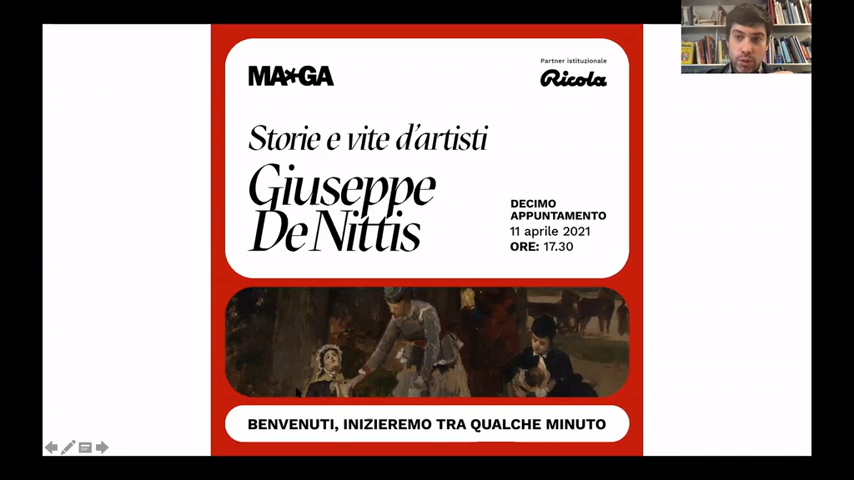 MA*GA
Partner istituzionale
Ricola
Storie e vite d'artisti
Giuseppe
De Nittis
DECIMO
APPUNTAMENTO
11 aprile 2021
ORE: 17.30
BENVENUTI, INIZIEREMO TRA QUALCHE MINUTO